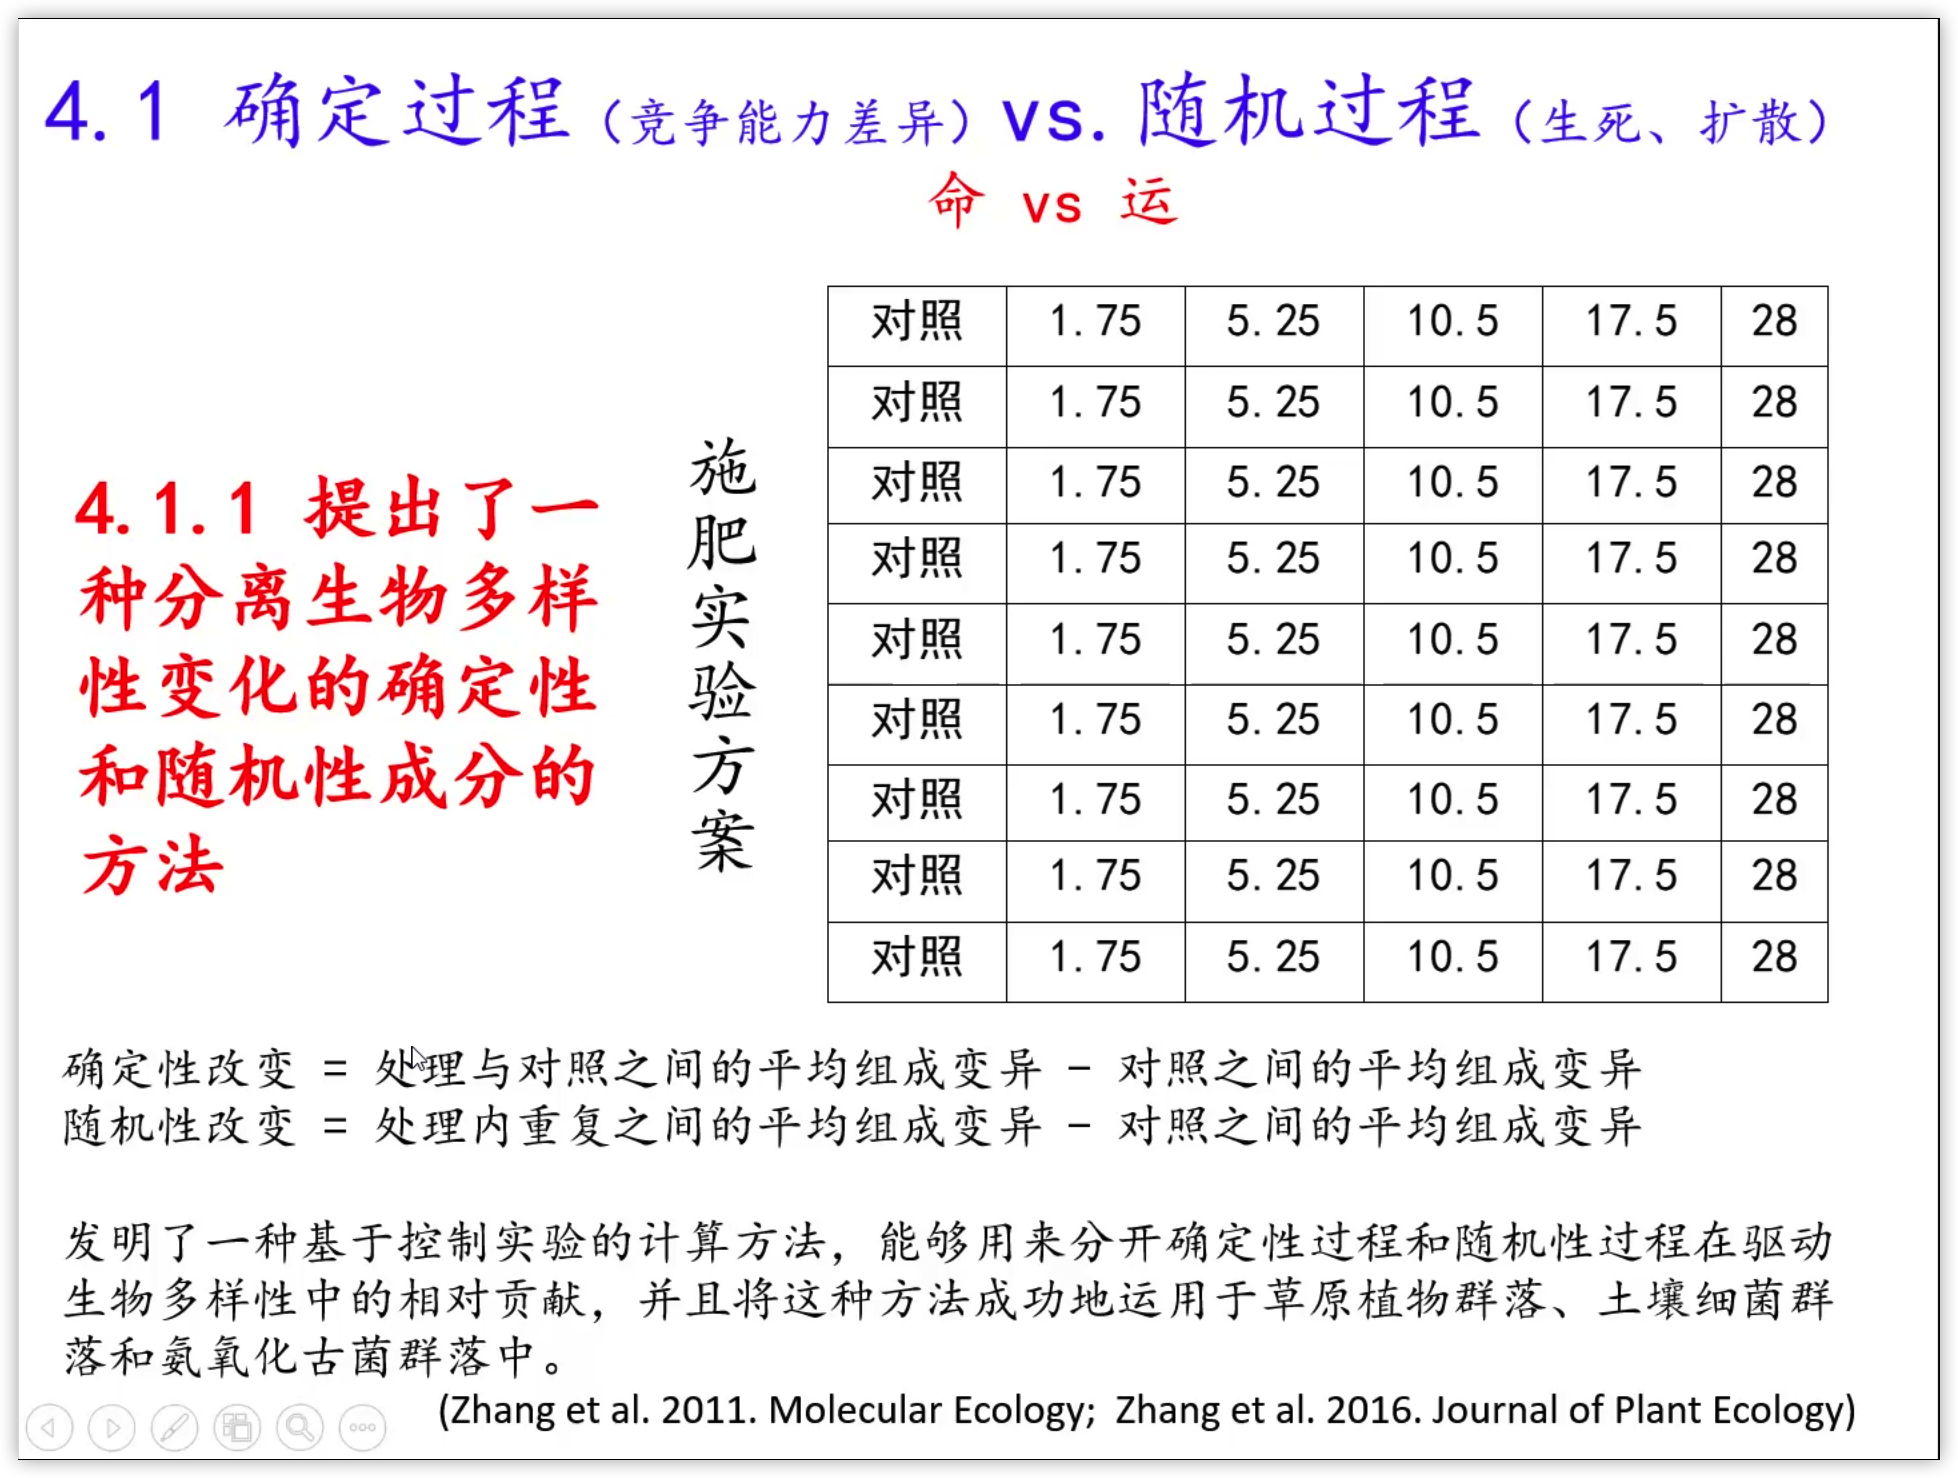 4.1 确定过程（竞争能力差异）vs.随机过程（生死、扩散）
命 vs 运
4.1.1 提出了一
种分离生物多样
性变化的确定性
和随机性成分的
方法
施肥实验方案
对照 1.75 5.25 10.5 17.5 28
对照 1.75 5.25 10.5 17.5 28
对照 1.75 5.25 10.5 17.5 28
对照 1.75 5.25 10.5 17.5 28
对照 1.75 5.25 10.5 17.5 28
对照 1.75 5.25 10.5 17.5 28
对照 1.75 5.25 10.5 17.5 28
对照 1.75 5.25 10.5 17.5 28
对照 1.75 5.25 10.5 17.5 28
确定性改变 = 处理与对照之间的平均组成变异 - 对照之间的平均组成变异
随机性改变 = 处理内重复之间的平均组成变异 - 对照之间的平均组成变异
发明了一种基于控制实验的计算方法，能够用来分开确定性过程和随机性过程在驱动
生物多样性中的相对贡献，并且将这种方法成功地运用于草原植物群落、土壤细菌群
落和氨氧化古菌群落中。
(Zhang et al. 2011. Molecular Ecology; Zhang et al. 2016. Journal of Plant Ecology)